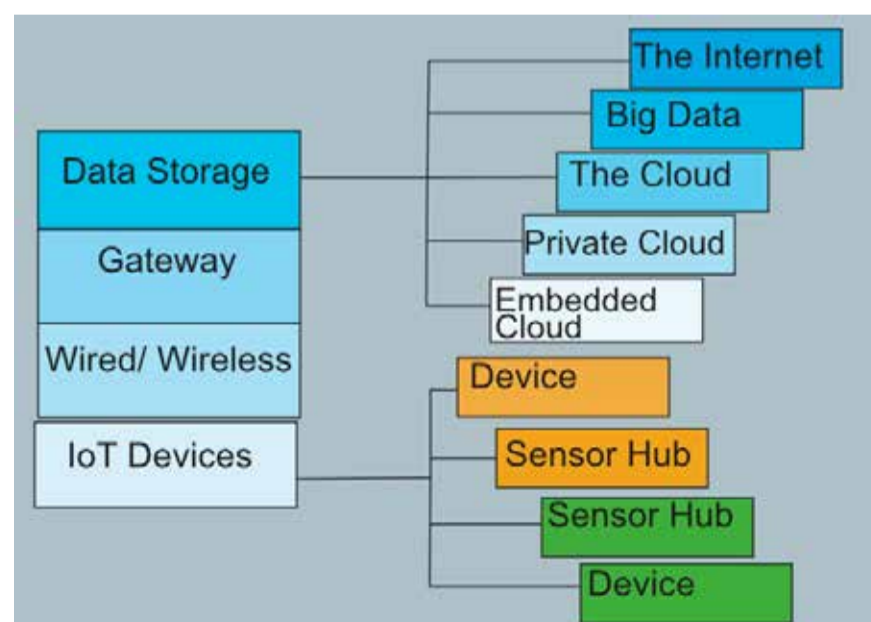 Data Storage
Gateway
Wired/ Wireless
IoT Devices
The Internet
Big Data
The Cloud
Private Cloud
Embedded
Cloud
Device
Sensor Hub
Sensor Hub
Device